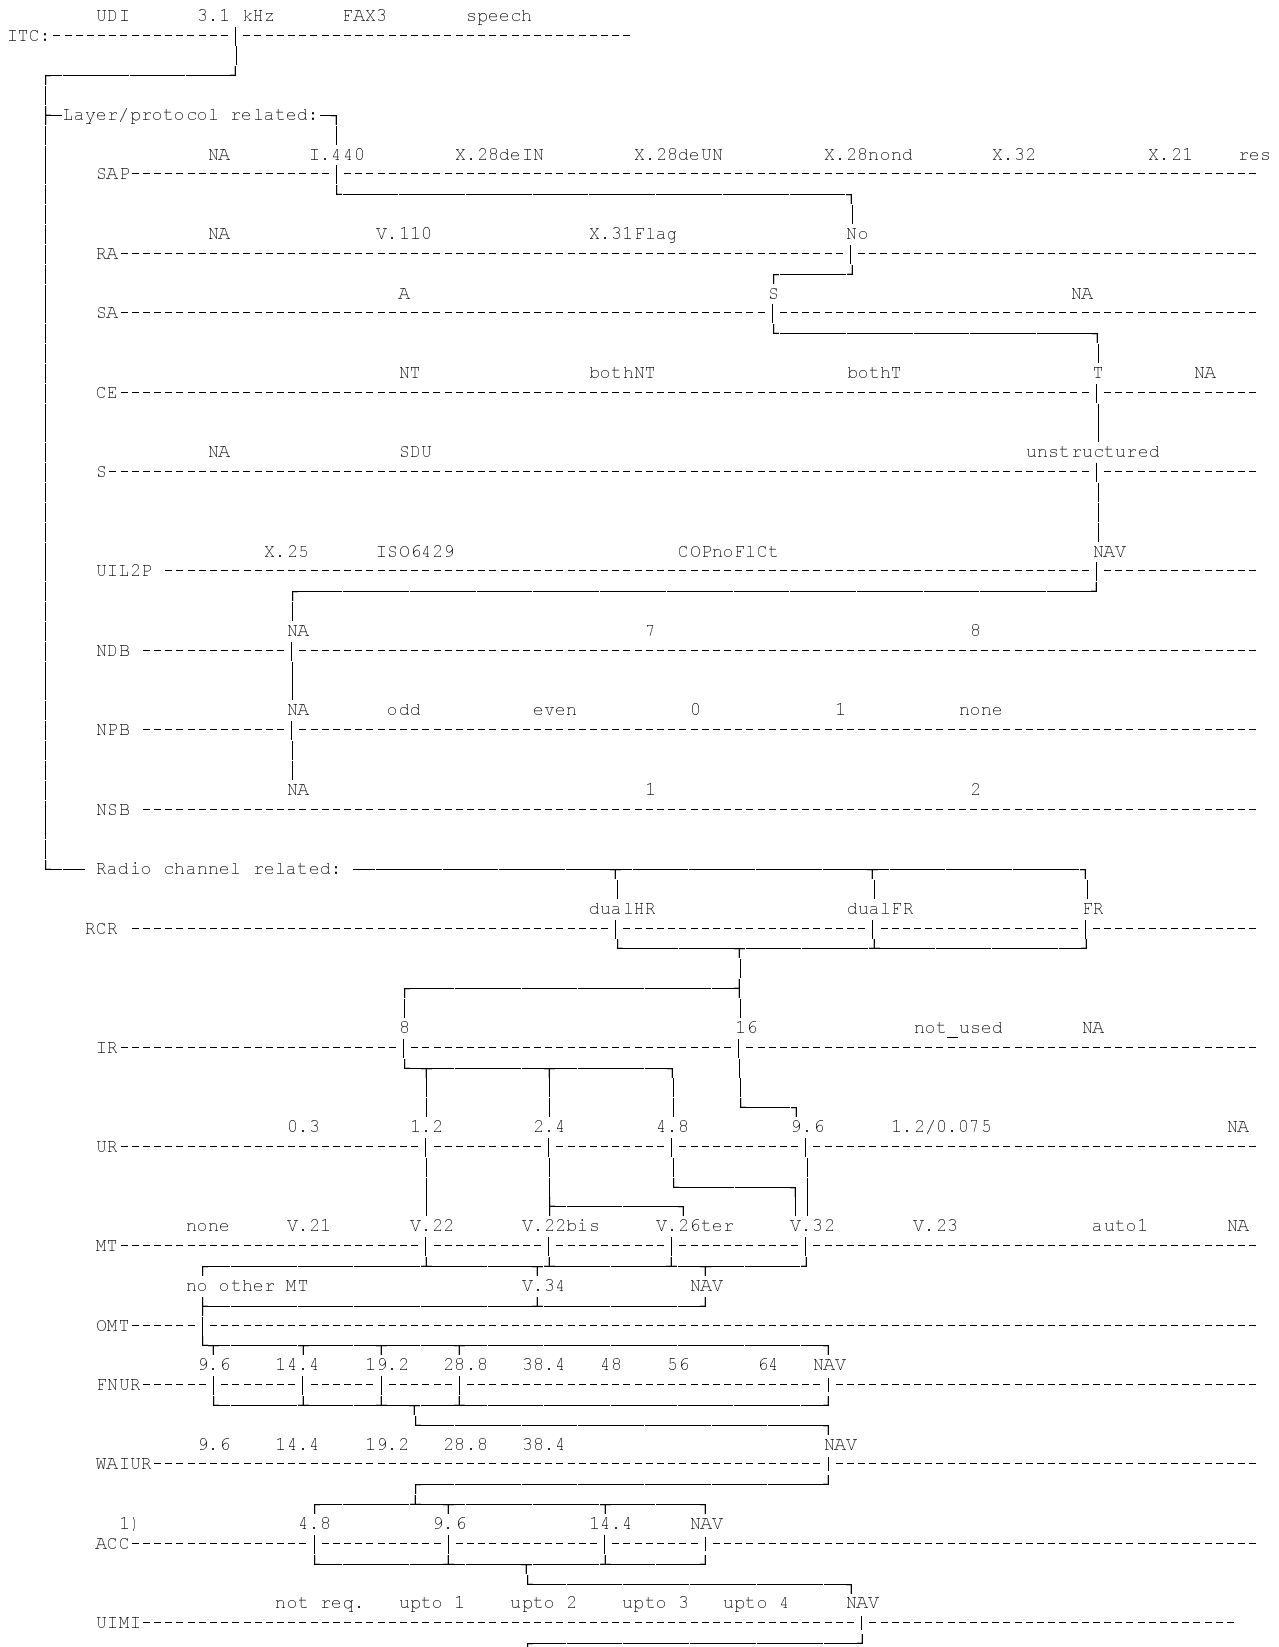 UDI 3.1 kHz FAX3 speech
ITC:
Layer/protocol related:
NA I.440 X.28deIN X.28deUN X.28nond X.32 X.21 res
SAP
NA V.110 X.31Flag No
RA
A S NA
SA
NT bothNT bothT T NA
CE
NA SDU unstructured
S
X.25 ISO6429 COPnoFlCt NAV
UIL2P
NA 7 8
NDB
NA odd even 0 1 none
NPB
NA 1 2
NSB
Radio channel related:
dualHR dualFR FR
RCR
8 16 not_used NA
IR
0.3 1.2 2.4 4.8 9.6 1.2/0.075 NA
UR
none V.21 V.22 V.22bis V.26ter V.32 V.23 auto1 NA
MT
no other MT V.34 NAV
OMT
9.6 14.4 19.2 28.8 38.4 48 56 64 NAV
FNUR
9.6 14.4 19.2 28.8 38.4 NAV
WAIUR
1) 4.8 9.6 14.4 NAV
ACC
not req. upto 1 upto 2 upto 3 upto 4 NAV
UIMI